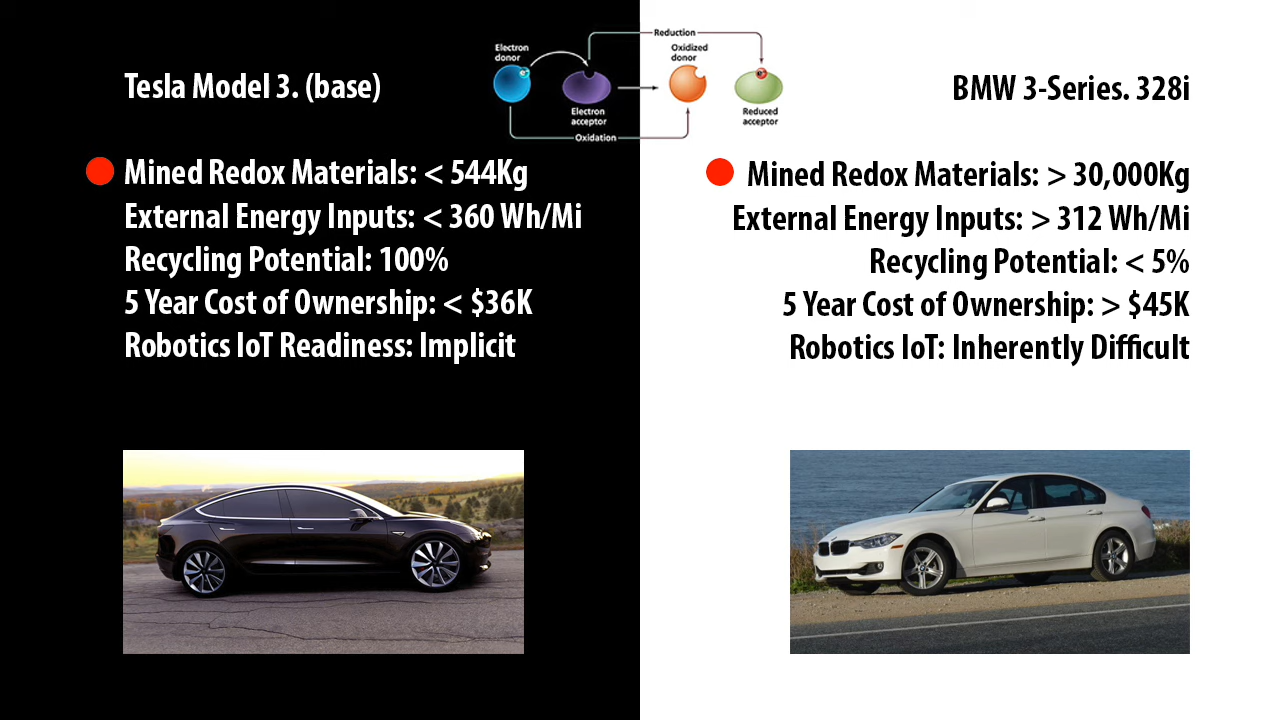 Reduction
Electron
donor
Oxidized
donor
e-
e-
Electron
acceptor
Reduced
acceptor
Oxidation
Tesla Model 3. (base)
Mined Redox Materials: < 544Kg
External Energy Inputs: < 360 Wh/Mi
Recycling Potential: 100%
5 Year Cost of Ownership: < $36K
Robotics IoT Readiness: Implicit
BMW 3-Series. 328i
Mined Redox Materials: > 30,000Kg
External Energy Inputs: > 312 Wh/Mi
Recycling Potential: < 5%
5 Year Cost of Ownership: > $45K
Robotics IoT: Inherently Difficult